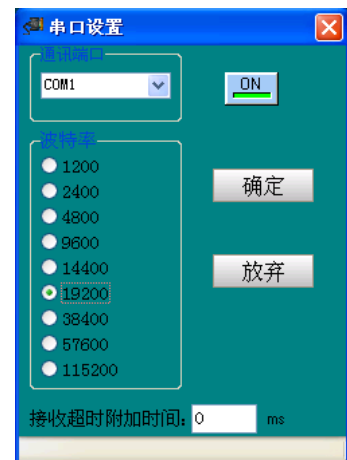 串口设置
通讯端口
COM1
ON
波特率
1200
2400
4800
9600
14400
19200
38400
57600
115200
确定
放弃
接收超时附加时间: 0 ms